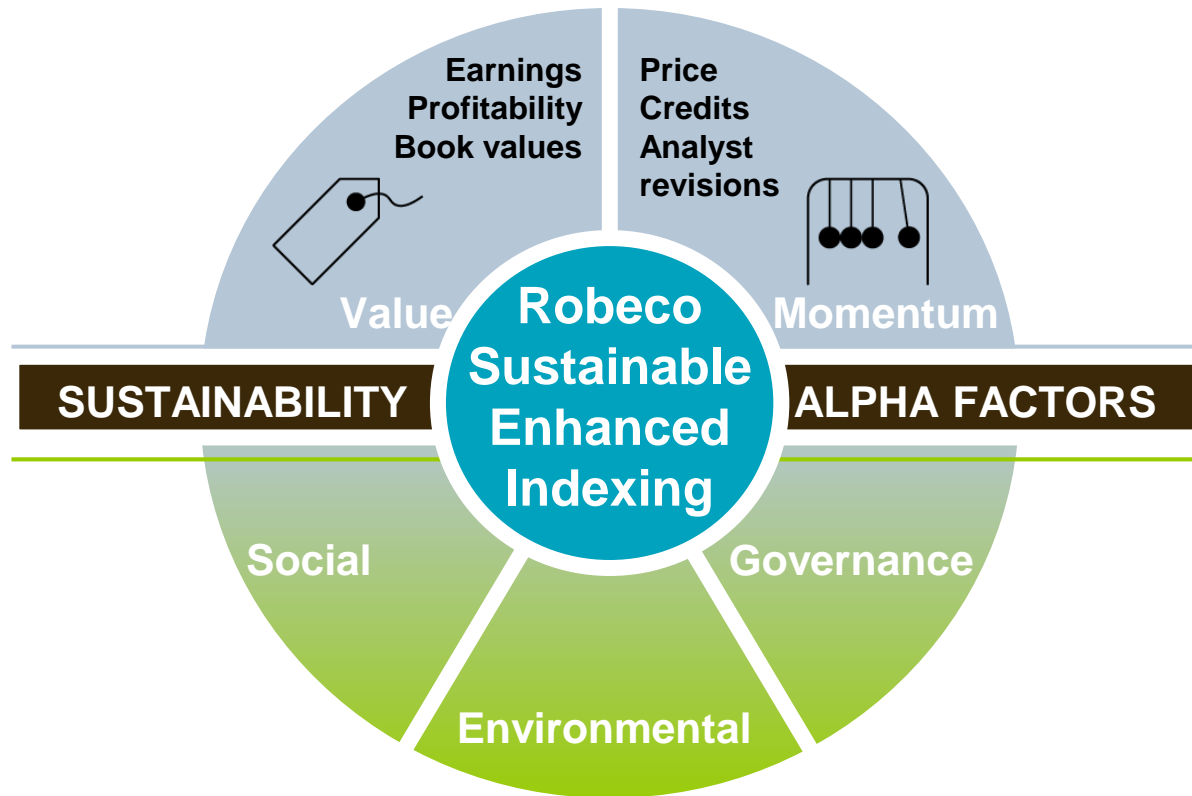 Earnings
Profitability
Book values
Price
Credits
Analyst
revisions
Value
Momentum
Robeco
Sustainable
Enhanced
Indexing
SUSTAINABILITY
ALPHA FACTORS
Social
Governance
Environmental